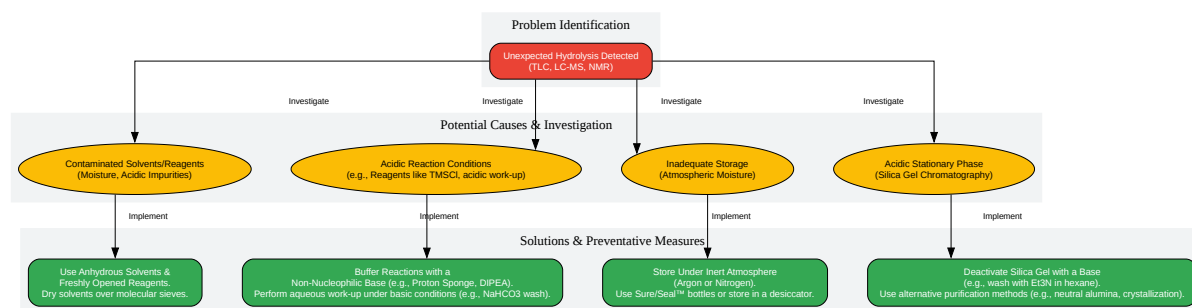 Problem Identification
Unexpected Hydrolysis Detected
(TLC, LC-MS, NMR)
Investigate
Investigate
Investigate
Investigate
Potential Causes & Investigation
Contaminated Solvents/Reagents
(Moisture, Acidic Impurities)
Acidic Reaction Conditions
(e.g., Reagents like TMSCl, acidic work-up)
Inadequate Storage
(Atmospheric Moisture)
Acidic Stationary Phase
(Silica Gel Chromatography)
Implement
Implement
Implement
Implement
Solutions & Preventative Measures
Use Anhydrous Solvents &
Freshly Opened Reagents.
Dry solvents over molecular sieves.
Buffer Reactions with a
Non-Nucleophilic Base (e.g., Proton Sponge, DIPEA).
Perform aqueous work-up under basic conditions (e.g., NaHCO3 wash).
Store Under Inert Atmosphere
(Argon or Nitrogen).
Use Sure/Seal™ bottles or store in a desiccator.
Deactivate Silica Gel with a Base
(e.g., wash with Et3N in hexane).
Use alternative purification methods (e.g., neutral alumina, crystallization).